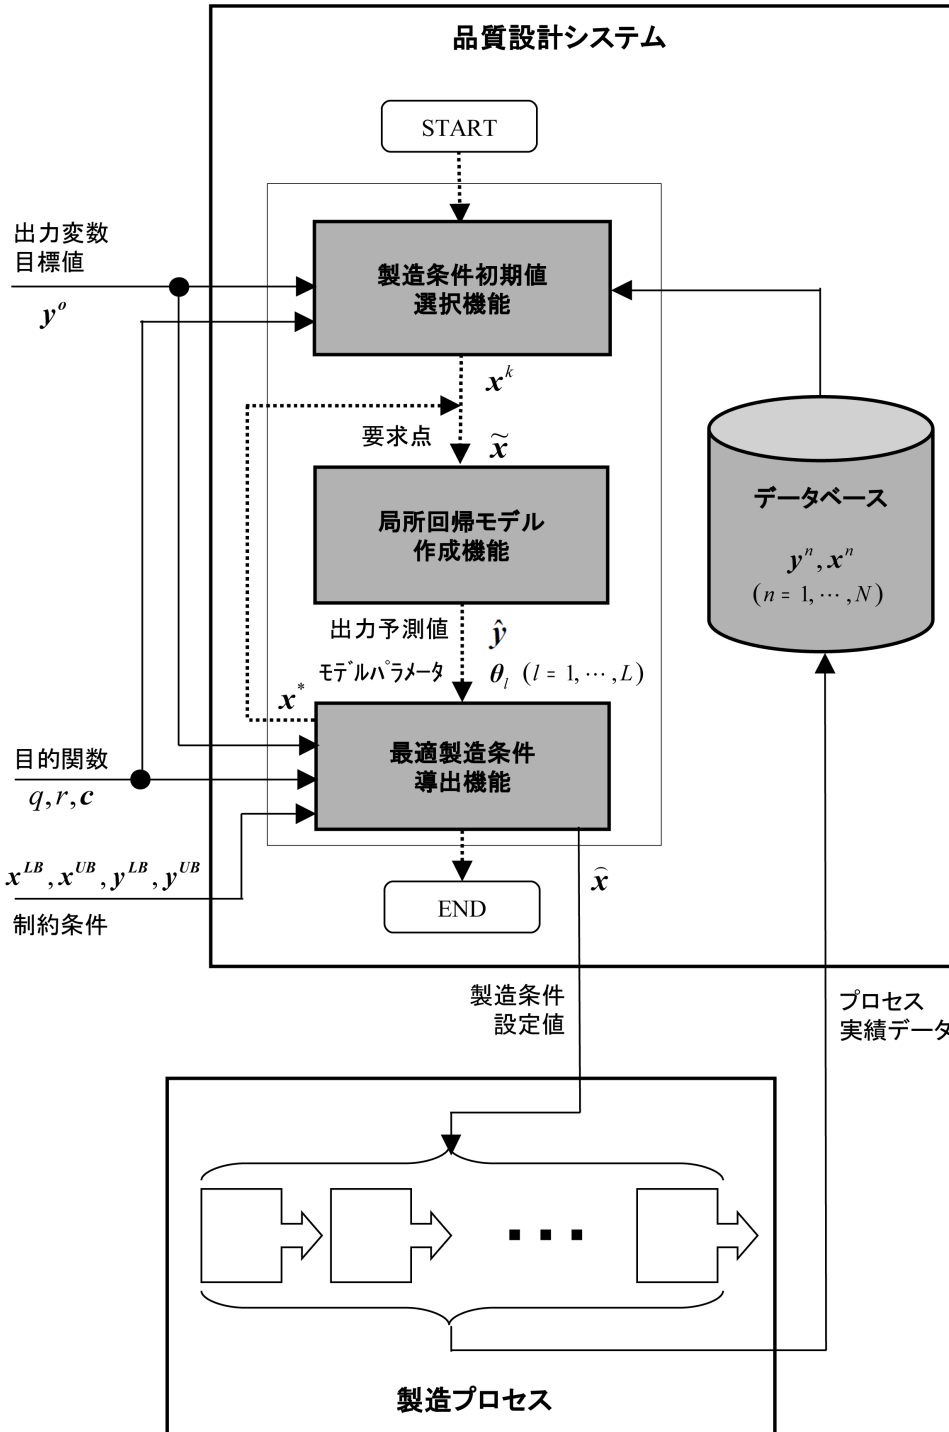 品質設計システム
START
出力変数
目標値
y^o
製造条件初期値
選択機能
x^k
要求点
x̃
局所回帰モデル
作成機能
データベース
y^n, x^n
(n = 1, ⋯, N)
出力予測値
ŷ
モデルパラメータ
θ_l (l = 1, ⋯, L)
x^*
最適製造条件
導出機能
目的関数
q, r, c
x^{LB}, x^{UB}, y^{LB}, y^{UB}
制約条件
END
x̂
製造条件
設定値
プロセス
実績データ
製造プロセス